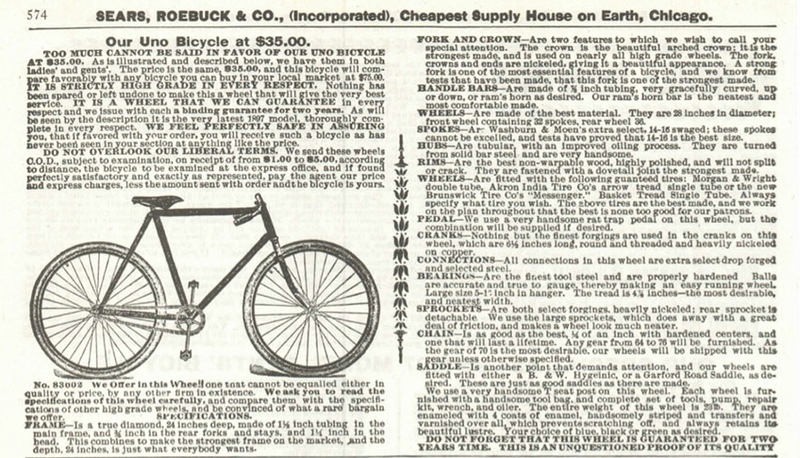 574
SEARS, ROEBUCK & CO., (Incorporated), Cheapest Supply House on Earth, Chicago.
Our Uno Bicycle at $35.00.
TOO MUCH CANNOT BE SAID IN FAVOR OF OUR UNO BICYCLE
AT $35.00. As is illustrated and described below, we have them in both
ladies' and gents'. The price is the same, $35.00, and this bicycle will com-
pare favorably with any bicycle you can buy in your local market at $75.00.
IT IS STRICTLY HIGH GRADE IN EVERY RESPECT. Nothing has
been spared or left undone to make this a wheel that will give the very best
service. IT IS A WHEEL THAT WE CAN GUARANTEE in every
respect and we issue with each a binding guarantee for two years. As will
be seen by the description it is the very latest 1897 model, thoroughly com-
plete in every respect. WE FEEL PERFECTLY SAFE IN ASSURING
you, that if favored with your order, you will receive such a bicycle as has
never been seen in your section at anything like the price.
DO NOT OVERLOOK OUR LIBERAL TERMS. We send these wheels
C.O.D., subject to examination, on receipt of from $1.00 to $5.00, according
to distance, the bicycle to be examined at the express office, and if found
perfectly satisfactory and exactly as represented, pay the agent our price
and express charges, less the amount sent with order and the bicycle is yours.
No. 83002 We Offer in this Wheel one that cannot be equalled either in
quality or price, by any other firm in existence. We ask you to read the
specifications of this wheel carefully, and compare them with the specifi-
cations of other high grade wheels, and be convinced of what a rare bargain
we offer. SPECIFICATIONS.
FRAME—Is a true diamond, 24 inches deep, made of 1⅛ inch tubing in the
main frame, and ¾ inch in the rear forks and stays, and 1¼ inch in the
head. This combines to make the strongest frame on the market, and the
depth, 24 inches, is just what everybody wants.
FORK AND CROWN—Are two features to which we wish to call your
special attention. The crown is the beautiful arched crown; it is the
strongest made, and is used on nearly all high grade wheels. The fork,
crowns and ends are nickeled, giving it a beautiful appearance. A strong
fork is one of the most essential features of a bicycle, and we know from
tests that have been made, that this fork is one of the strongest made.
HANDLE BARS—Are made of ⅞ inch tubing, very gracefully curved, up
or down, or ram's horn as desired. Our ram's horn bar is the neatest and
most comfortable made.
WHEELS—Are made of the best material. They are 28 inches in diameter;
front wheel containing 32 spokes, rear wheel 36.
SPOKES—Are Washburn & Moen's extra select, 14-16 swaged; these spokes
cannot be excelled, and tests have proved that 14-16 is the best size.
HUBS—Are tubular, with an improved oiling process. They are turned
from solid bar steel and are very handsome.
RIMS—Are the best non-warpable wood, highly polished, and will not split
or crack. They are fastened with a dovetail joint the strongest made.
WHEELS—Are fitted with the following guaranteed tires: Morgan & Wright
double tube, Akron India Tire Co's arrow tread single tube or the new
Brunswick Tire Co's "Messenger." Basket Tread Single Tube. Always
specify what tire you wish. The above tires are the best made, and we work
on the plan throughout that the best is none too good for our patrons.
PEDAL—We use a very handsome rat trap pedal on this wheel, but the
combination will be supplied if desired.
CRANKS—Nothing but the finest forgings are used in the cranks on this
wheel, which are 6½ inches long, round and threaded and heavily nickeled
on copper.
CONNECTIONS—All connections in this wheel are extra select drop forged
and selected steel.
BEARINGS—Are the finest tool steel and are properly hardened Balls
are accurate and true to gauge, thereby making an easy running wheel.
inch in hanger. The tread is 4¾ inches—the most desirable,
and neatest width.
SPROCKETS—Are both select forgings, heavily nickeled; rear sprocket is
detachable. We use the large sprockets, which does away with a great
deal of friction, and makes a wheel look much neater.
CHAIN—Is as good as the best, ¼ of an inch with hardened centers, and
one that will last a lifetime. Any gear from 64 to 76 will be furnished. As
the gear of 70 is the most desirable, our wheels will be shipped with this
gear unless otherwise specified.
SADDLE—Is another point that demands attention, and our wheels are
fitted with either a B. & W. Hygeinic, or a Garford Road Saddle, as de-
sired. These are just as good saddles as there are made.
We use a very handsome T seat post on this wheel. Each wheel is fur-
nished with a handsome tool bag, and complete set of tools, pump, repair
kit, wrench, and oiler. The entire weight of this wheel is They are
enameled with 4 coats of enamel, handsomely striped and transfers and
varnished over all, which prevents scratching off, and always retains its
beautiful lustre. Your choice of blue, black or green as desired.
DO NOT FORGET THAT THIS WHEEL IS GUARANTEED FOR TWO
YEARS TIME. THIS IS AN UNQUESTIONED PROOF OF ITS QUALITY